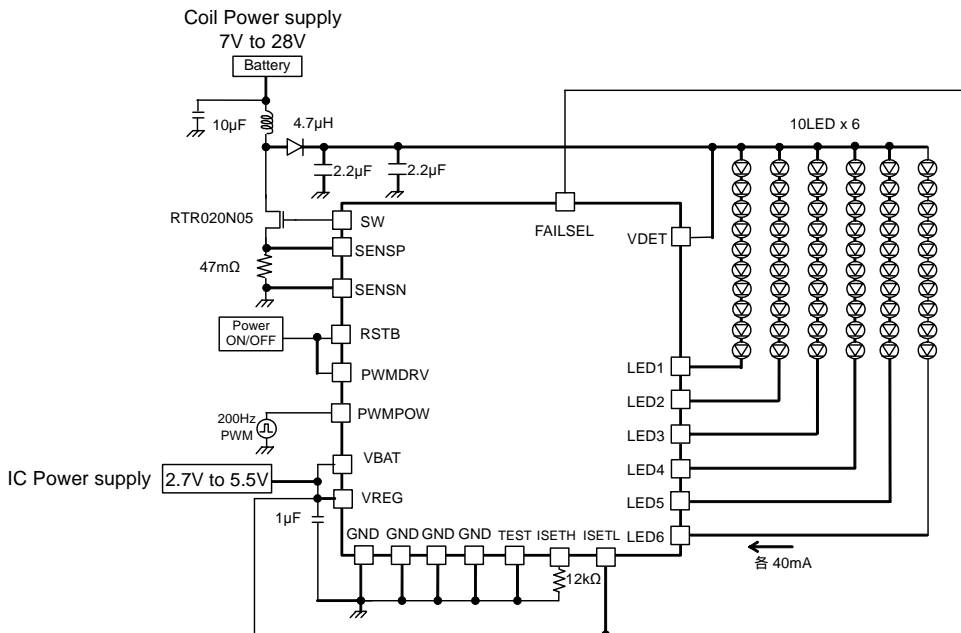 Coil Power supply
7V to 28V
Battery
10µF
4.7µH
2.2µF
2.2µF
10LED x 6
RTR020N05
SW
FAILSEL
VDET
SENSP
47mΩ
SENSN
Power
ON/OFF
RSTB
PWMDRV
LED1
LED2
200Hz
PWM
PWMPOW
LED3
IC Power supply
2.7V to 5.5V
VBAT
LED4
VREG
LED5
1µF
GND
GND
GND
GND
TEST
ISETH
ISETL
LED6
12kΩ
各 40mA